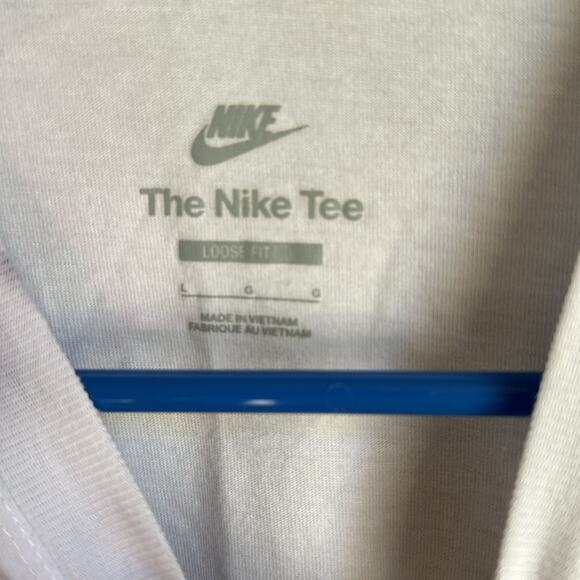 NIKE
The Nike Tee
LOOSE FIT
L G G
MADE IN VIETNAM
FABRIQUE AU VIETNAM